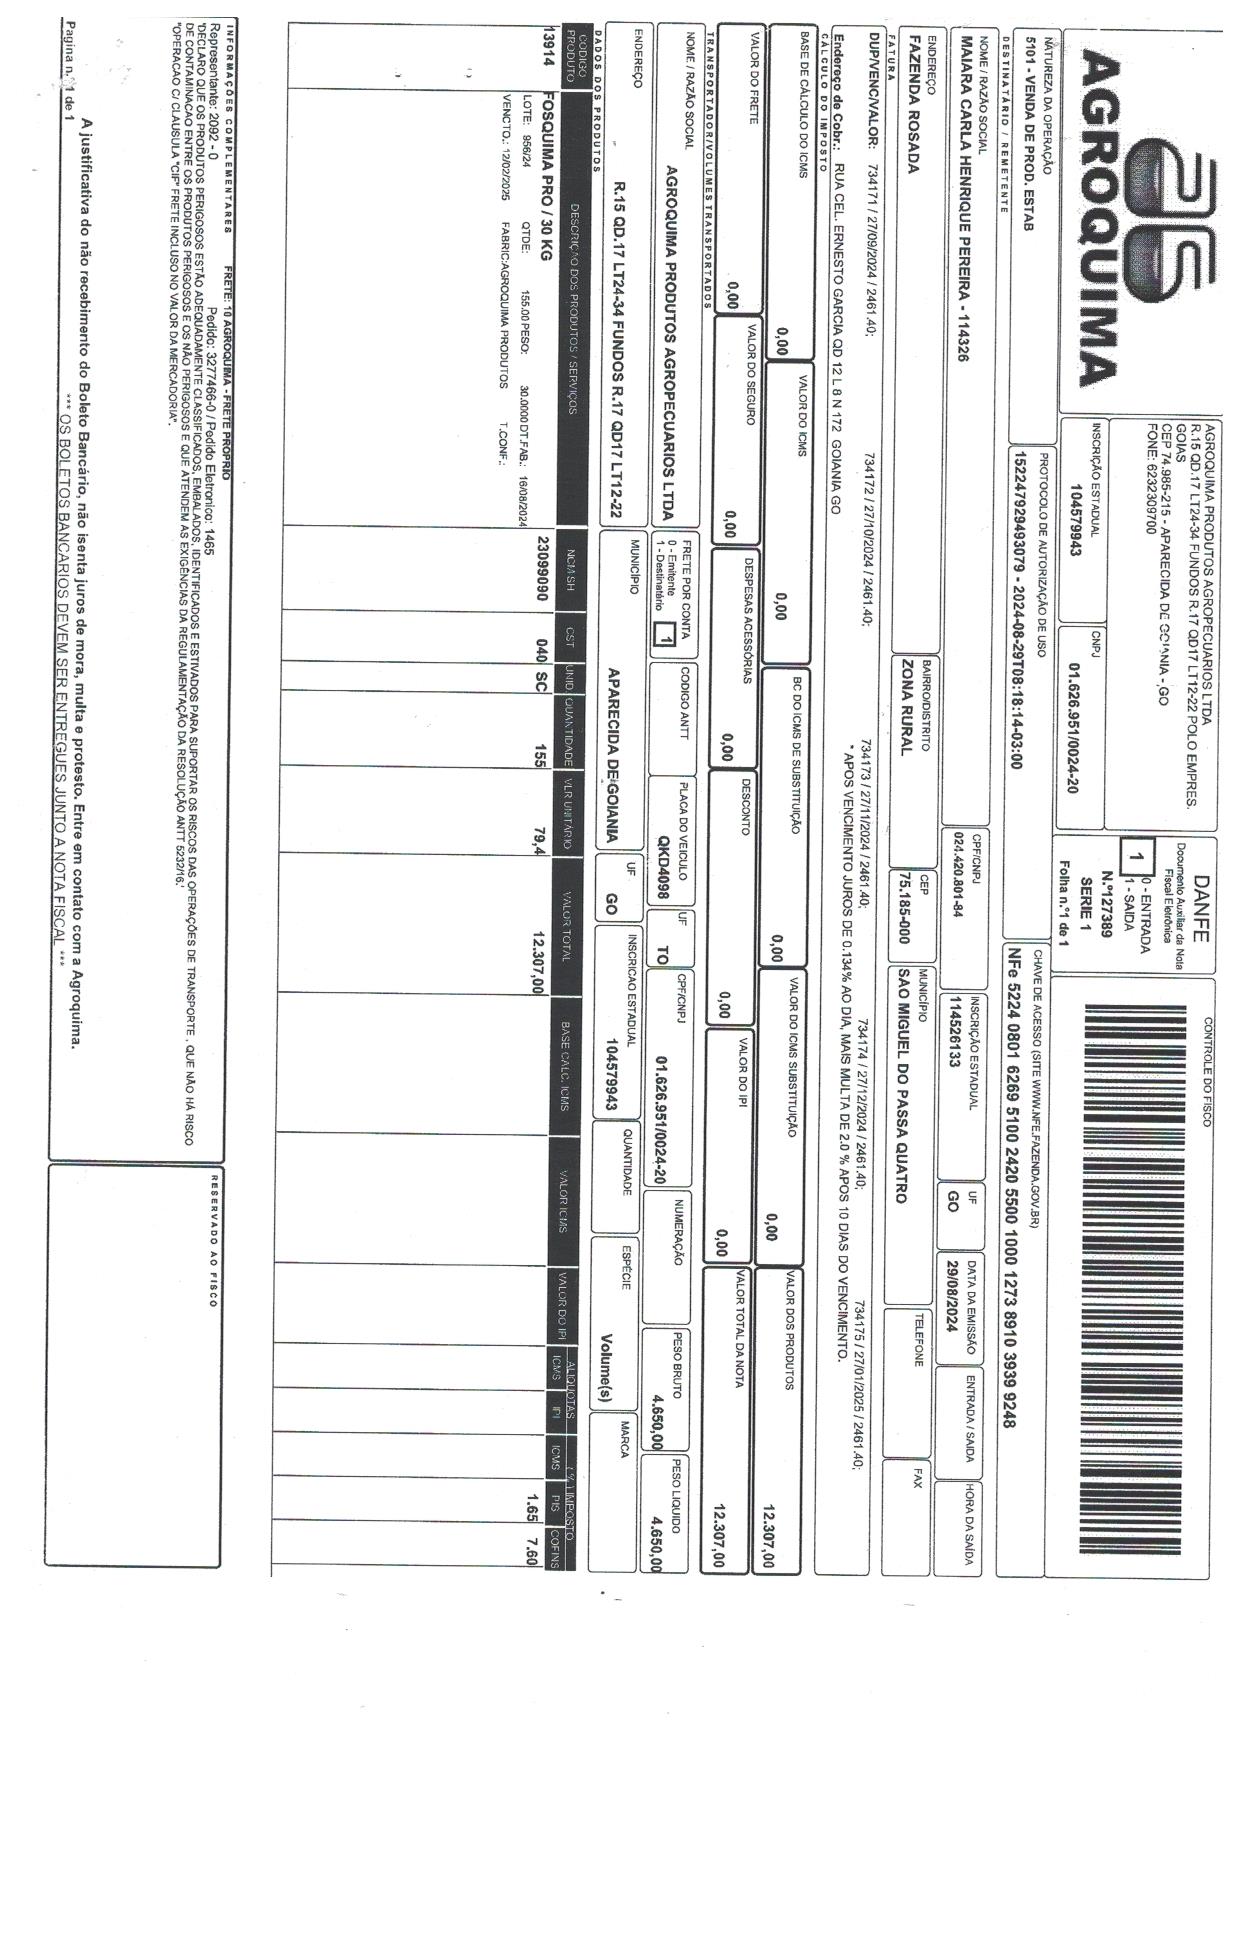 AGROQUIMA
AGROQUIMA PRODUTOS AGROPECUARIOS LTDA
R.15 QD.17 LT24-34 FUNDOS R.17 QD17 LT12-22 POLO EMPRES.
GOIAS
CEP 74.985-215 - APARECIDA DE GOIANIA - ,GO
FONE: 6232309700
INSCRIÇÃO ESTADUAL
104579943
CNPJ
01.626.951/0024-20
DANFE
Documento Auxiliar da Nota
Fiscal Eletrônica
1
0 - ENTRADA
1 - SAIDA
N.º127389
SERIE 1
Folha n.º1 de 1
CONTROLE DO FISCO
NATUREZA DA OPERAÇÃO
5101 - VENDA DE PROD. ESTAB
PROTOCOLO DE AUTORIZAÇÃO DE USO
152247929493079 - 2024-08-29T08:18:14-03:00
CHAVE DE ACESSO (SITE WWW.NFE.FAZENDA.GOV.BR)
NFe 5224 0801 6269 5100 2420 5500 1000 1273 8910 3939 9248
DESTINATÁRIO / REMETENTE
NOME / RAZÃO SOCIAL
MAIARA CARLA HENRIQUE PEREIRA - 114326
CPF/CNPJ
024.420.801-84
INSCRIÇÃO ESTADUAL
114526133
UF
GO
DATA DA EMISSÃO
29/08/2024
ENTRADA / SAIDA
HORA DA SAÍDA
ENDEREÇO
FAZENDA ROSADA
BAIRRO/DISTRITO
ZONA RURAL
CEP
75.185-000
MUNICÍPIO
SAO MIGUEL DO PASSA QUATRO
TELEFONE
FAX
FATURA
DUP/VENC/VALOR: 734171 / 27/09/2024 / 2461.40; 734172 / 27/10/2024 / 2461.40; 734173 / 27/11/2024 / 2461.40; 734174 / 27/12/2024 / 2461.40; 734175 / 27/01/2025 / 2461.40;
* APOS VENCIMENTO JUROS DE 0.134% AO DIA, MAIS MULTA DE 2.0 % APOS 10 DIAS DO VENCIMENTO.
Endereço de Cobr.: RUA CEL. ERNESTO GARCIA QD 12 L 8 N 172 GOIANIA GO
CÁLCULO DO IMPOSTO
BASE DE CÁLCULO DO ICMS
0,00
VALOR DO ICMS
0,00
BC DO ICMS DE SUBSTITUIÇÃO
0,00
VALOR DO ICMS SUBSTITUIÇÃO
0,00
VALOR DOS PRODUTOS
12.307,00
VALOR DO FRETE
0,00
VALOR DO SEGURO
0,00
DESPESAS ACESSÓRIAS
0,00
DESCONTO
0,00
VALOR DO IPI
0,00
VALOR TOTAL DA NOTA
12.307,00
TRANSPORTADOR/VOLUMES TRANSPORTADOS
NOME / RAZÃO SOCIAL
AGROQUIMA PRODUTOS AGROPECUARIOS LTDA
FRETE POR CONTA
0 - Emitente
1 - Destinatário
1
CODIGO ANTT
PLACA DO VEICULO
QKD4098
UF
TO
CPF/CNPJ
01.626.951/0024-20
NUMERAÇÃO
PESO BRUTO
4.650,00
PESO LIQUIDO
4.650,00
ENDEREÇO
R.15 QD.17 LT24-34 FUNDOS R.17 QD17 LT12-22
MUNICÍPIO
APARECIDA DE GOIANIA
UF
GO
INSCRICAO ESTADUAL
104579943
QUANTIDADE
ESPÉCIE
Volume(s)
MARCA
DADOS DOS PRODUTOS
CODIGO PRODUTO DESCRIÇAO DOS PRODUTOS / SERVIÇOS NCM/SH CST UNID QUANTIDADE VLR UNITÁRIO VALOR TOTAL BASE CALC. ICMS VALOR ICMS VALOR DO IPI ALIQUOTAS ICMS IPI ( % ) IMPOSTO ICMS PIS COFINS
13914 FOSQUIMA PRO / 30 KG 23099090 040 SC 155 79,4 12.307,00 1.65 7.60
LOTE: 956/24 QTDE: 155.00 PESO: 30.0000 DT.FAB.: 16/08/2024
VENCTO.: 12/02/2025 FABRIC:AGROQUIMA PRODUTOS T.CONF.:
INFORMAÇÕES COMPLEMENTARES FRETE: 10 AGROQUIMA - FRETE PROPRIO
Representante: 2092 - 0 Pedido: 3277466-0 / Pedido Eletronico: 1465
'DECLARO QUE OS PRODUTOS PERIGOSOS ESTÃO ADEQUADAMENTE CLASSIFICADOS, EMBALADOS, IDENTIFICADOS E ESTIVADOS PARA SUPORTAR OS RISCOS DAS OPERAÇÕES DE TRANSPORTE , QUE NÃO HÁ RISCO
DE CONTAMINACAO ENTRE OS PRODUTOS PERIGOSOS E OS NÃO PERIGOSOS E QUE ATENDEM AS EXIGÊNCIAS DA REGULAMENTAÇÃO DA RESOLUÇÃO ANTT 5232/16.'
"OPERACAO C/ CLAUSULA "CIF" FRETE INCLUSO NO VALOR DA MERCADORIA".
RESERVADO AO FISCO
A justificativa do não recebimento do Boleto Bancário, não isenta juros de mora, multa e protesto. Entre em contato com a Agroquima.
*** OS BOLETOS BANCARIOS DEVEM SER ENTREGUES JUNTO A NOTA FISCAL ***
Pagina n.º1 de 1